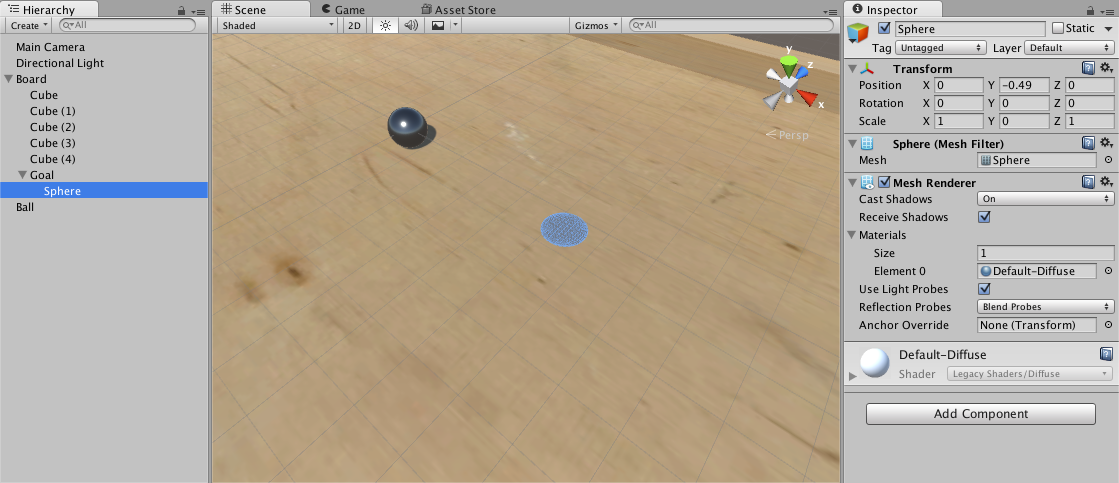 Hierarchy
Create
All
Main Camera
Directional Light
Board
Cube
Cube (1)
Cube (2)
Cube (3)
Cube (4)
Goal
Sphere
Ball
Scene
Game
Asset Store
Shaded
2D
Gizmos
All
y
z
x
Persp
Inspector
Sphere
Static
Tag Untagged Layer Default
Transform
Position X 0 Y -0.49 Z 0
Rotation X 0 Y 0 Z 0
Scale X 1 Y 0 Z 1
Sphere (Mesh Filter)
Mesh Sphere
Mesh Renderer
Cast Shadows On
Receive Shadows
Materials
Size 1
Element 0 Default-Diffuse
Use Light Probes
Reflection Probes Blend Probes
Anchor Override None (Transform)
Default-Diffuse
Shader Legacy Shaders/Diffuse
Add Component